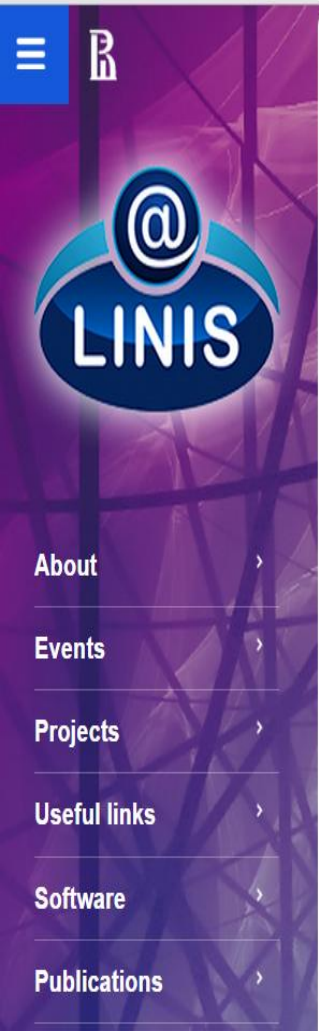 @
LINIS
About
Events
Projects
Useful links
Software
Publications